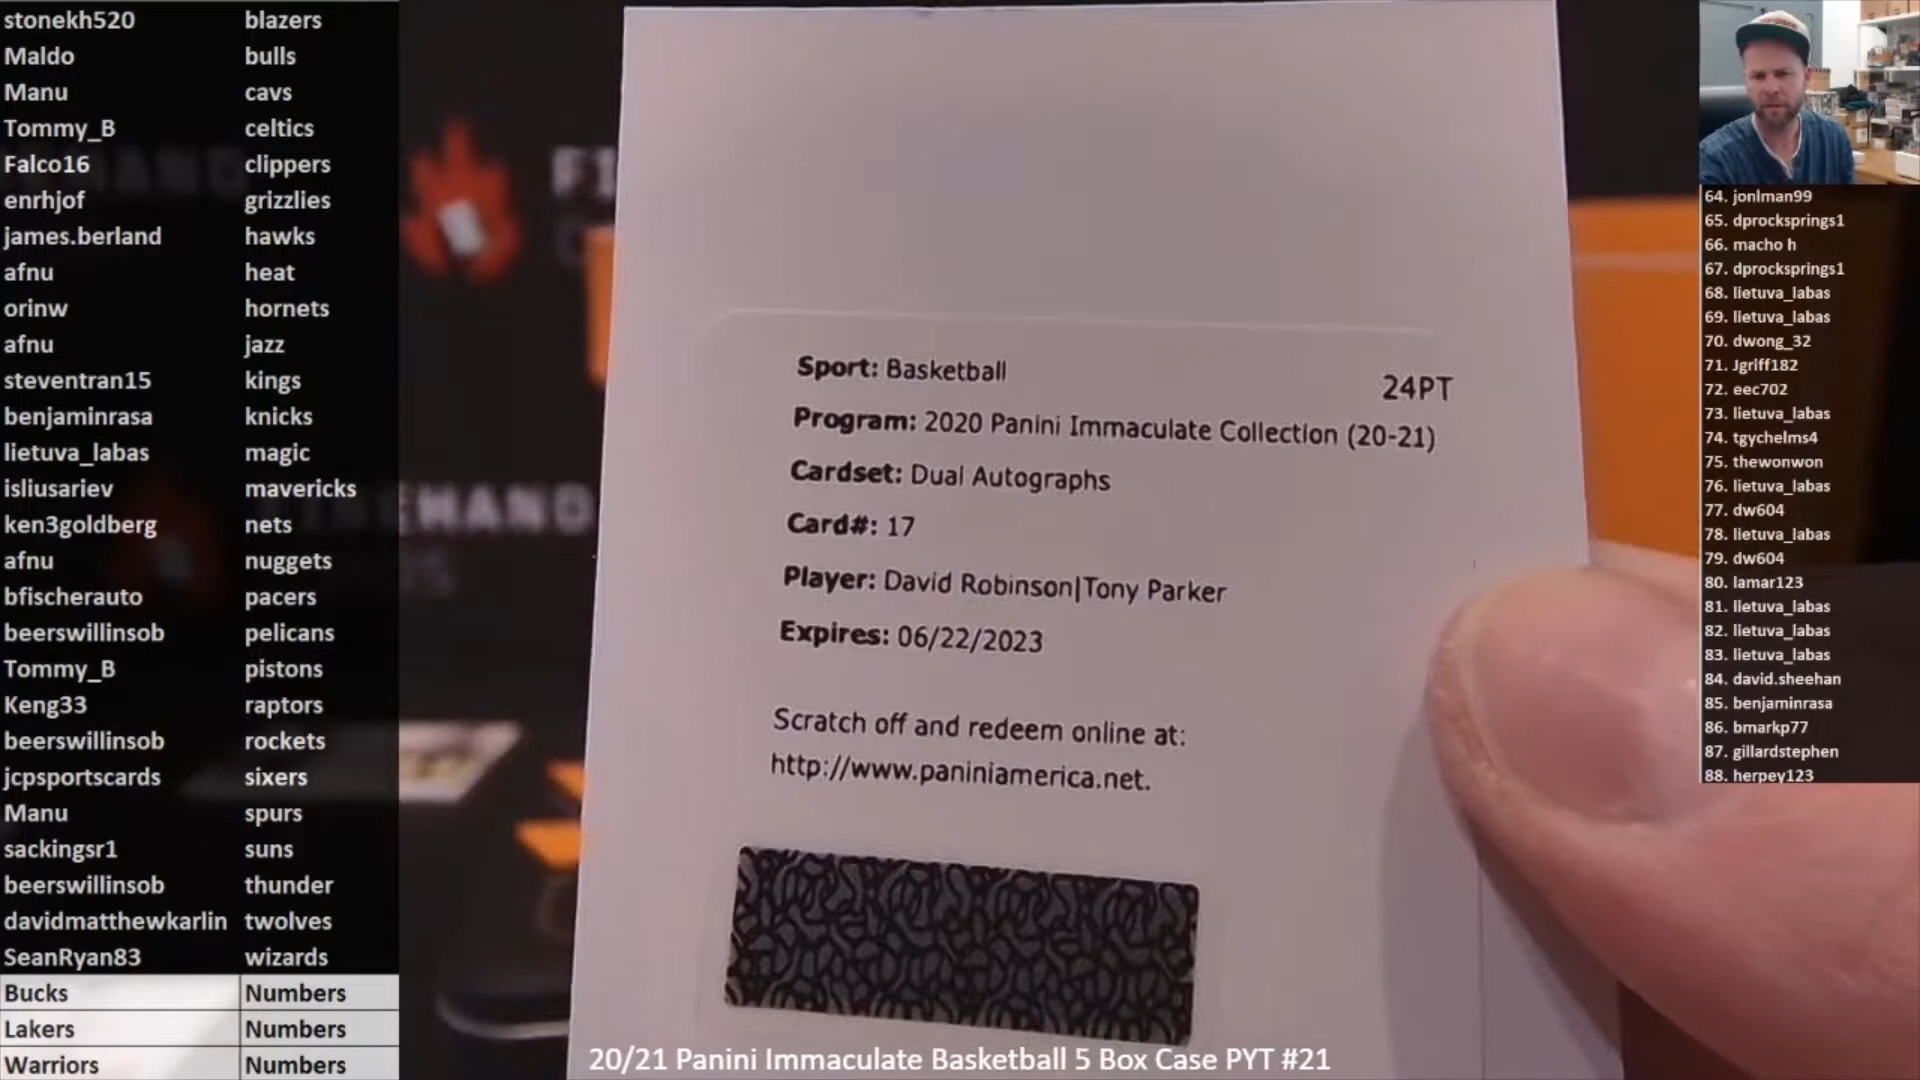 stonekh520 blazers
Maldo bulls
Manu cavs
Tommy_B celtics
Falco16 clippers
enrhjof grizzlies
james.berland hawks
afnu heat
orinw hornets
afnu jazz
steventran15 kings
benjaminrasa knicks
lietuva_labas magic
isliusariev mavericks
ken3goldberg nets
afnu nuggets
bfischerauto pacers
beerswillinsob pelicans
Tommy_B pistons
Keng33 raptors
beerswillinsob rockets
jcpsportscards sixers
Manu spurs
sackingsr1 suns
beerswillinsob thunder
davidmatthewkarlin twolves
SeanRyan83 wizards
Bucks Numbers
Lakers Numbers
Warriors Numbers
Sport: Basketball
24PT
Program: 2020 Panini Immaculate Collection (20-21)
Cardset: Dual Autographs
Card#: 17
Player: David Robinson|Tony Parker
Expires: 06/22/2023
Scratch off and redeem online at:
http://www.paniniamerica.net.
20/21 Panini Immaculate Basketball 5 Box Case PYT #21
64. jonlman99
65. dprocksprings1
66. macho h
67. dprocksprings1
68. lietuva_labas
69. lietuva_labas
70. dwong_32
71. Jgriff182
72. eec702
73. lietuva_labas
74. tgychelms4
75. thewonwon
76. lietuva_labas
77. dw604
78. lietuva_labas
79. dw604
80. lamar123
81. lietuva_labas
82. lietuva_labas
83. lietuva_labas
84. david.sheehan
85. benjaminrasa
86. bmarkp77
87. gillardstephen
88. herpey123